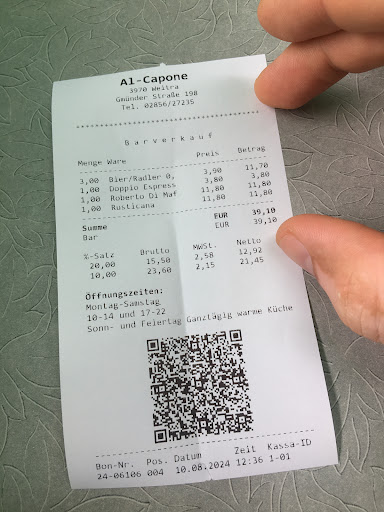 Al-Capone
3970 Weitra
Gmünder Straße 198
Tel. 02856/27235
Barverkauf
Menge Ware Preis Betrag
3,00 Bier/Radler 0, 3,90 11,70
1,00 Doppio Espress 3,80 3,80
1,00 Roberto Di Maf 11,80 11,80
1,00 Rusticana 11,80 11,80
Summe EUR 39,10
Bar EUR 39,10
%-Satz Brutto MWSt. Netto
20,00 15,50 2,58 12,92
10,00 23,60 2,15 21,45
Öffnungszeiten:
Montag-Samstag
10-14 und 17-22
Sonn- und Feiertag Ganztägig warme Küche
Bon-Nr. Pos. Datum Zeit Kassa-ID
24-06106 004 10.08.2024 12:36 1-01